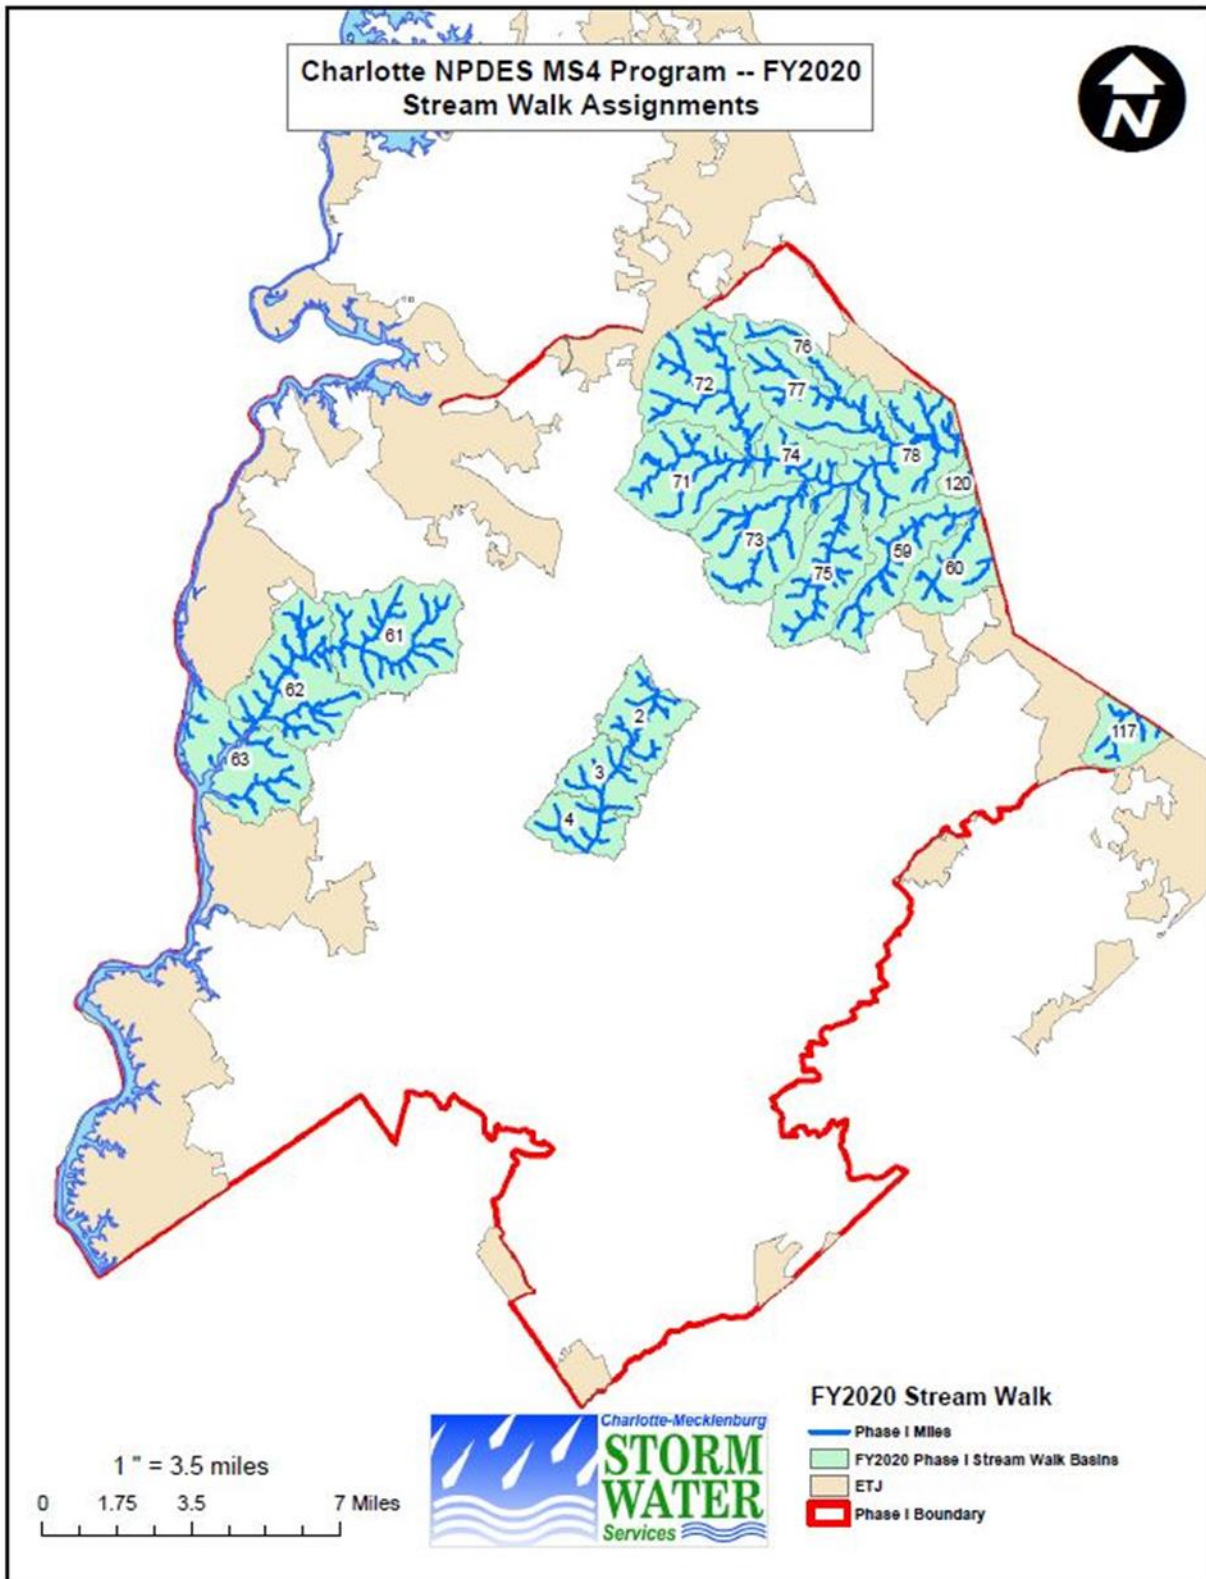 Charlotte NPDES MS4 Program -- FY2020
Stream Walk Assignments
N
76
72
77
74
78
71
120
73
59
75
60
61
62
2
117
63
3
4
FY2020 Stream Walk
Phase I Miles
FY2020 Phase I Stream Walk Basins
ETJ
Phase I Boundary
Charlotte-Mecklenburg
STORM
WATER
Services
1 " = 3.5 miles
0 1.75 3.5 7 Miles